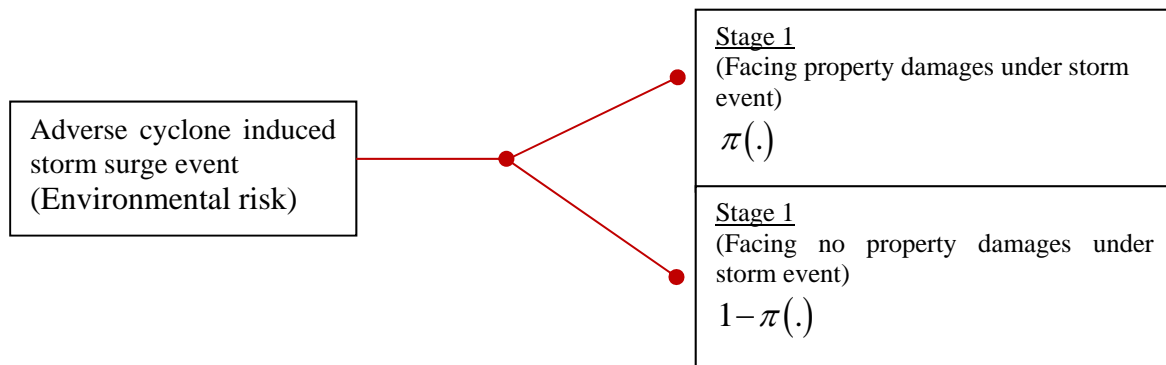 Adverse cyclone induced
storm surge event
(Environmental risk)
Stage 1
(Facing property damages under storm
event)
π(.)
Stage 1
(Facing no property damages under
storm event)
1−π(.)